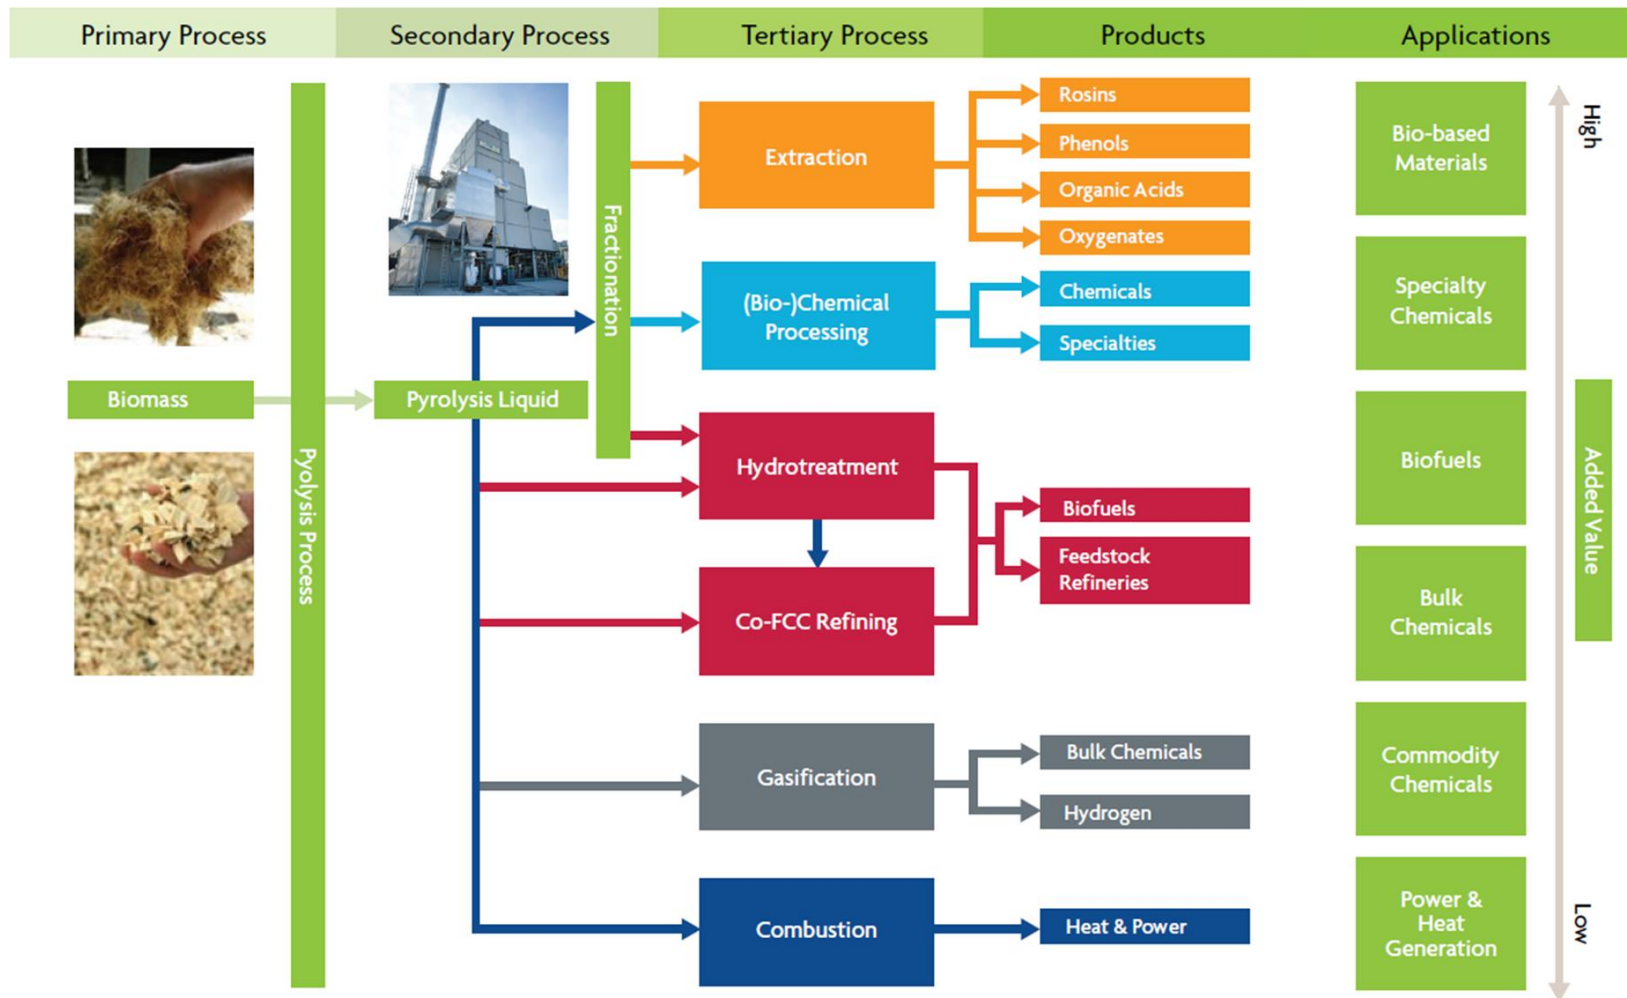 Primary Process
Secondary Process
Tertiary Process
Products
Applications
Biomass
Pyolysis Process
Pyrolysis Liquid
Fractionation
Extraction
(Bio-)Chemical
Processing
Hydrotreatment
Co-FCC Refining
Gasification
Combustion
Rosins
Phenols
Organic Acids
Oxygenates
Chemicals
Specialties
Biofuels
Feedstock
Refineries
Bulk Chemicals
Hydrogen
Heat & Power
Bio-based
Materials
Specialty
Chemicals
Biofuels
Bulk
Chemicals
Commodity
Chemicals
Power &
Heat
Generation
High
Added Value
Low